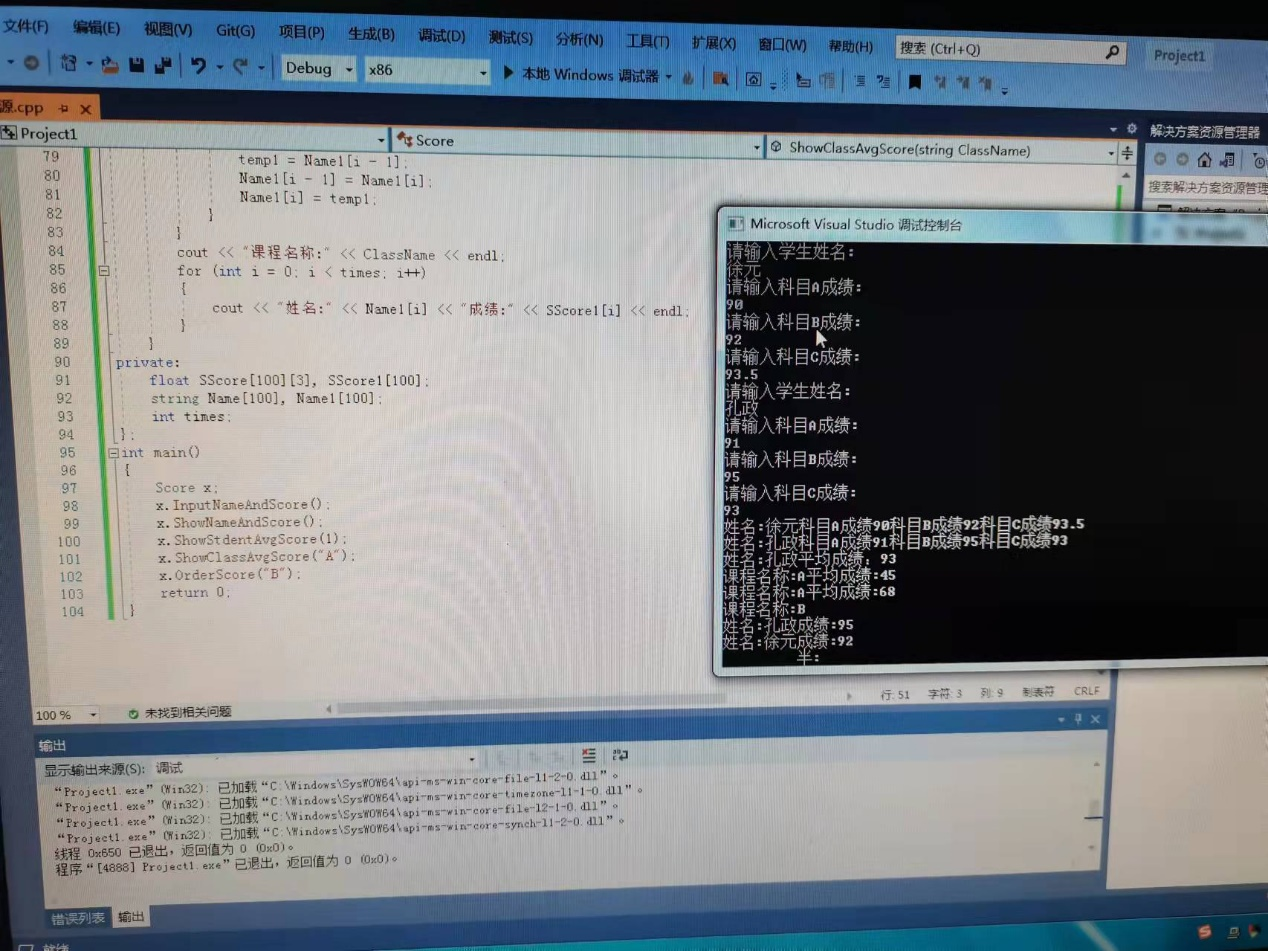 文件(F) 编辑(E) 视图(V) Git(G) 项目(P) 生成(B) 调试(D) 测试(S) 分析(N) 工具(T) 扩展(X) 窗口(W) 帮助(H) 搜索 (Ctrl+Q) Project1
Debug x86 本地 Windows 调试器
源.cpp
Project1 Score ShowClassAvgScore(string ClassName)
解决方案资源管理器
搜索解决方案资源管理
79 temp1 = Name1[i - 1];
80 Name1[i - 1] = Name1[i];
81 Name1[i] = temp1;
82 }
83 }
84 cout << "课程名称:" << ClassName << endl;
85 for (int i = 0; i < times; i++)
86 {
87 cout << "姓名:" << Name1[i] << "成绩:" << SScore1[i] << endl;
88 }
89 }
90 private:
91 float SScore[100][3], SScore1[100];
92 string Name[100], Name1[100];
93 int times;
94 };
95 int main()
96 {
97 Score x;
98 x.InputNameAndScore();
99 x.ShowNameAndScore();
100 x.ShowStdentAvgScore(1);
101 x.ShowClassAvgScore("A");
102 x.OrderScore("B");
103 return 0;
104 }
Microsoft Visual Studio 调试控制台
请输入学生姓名：
徐元
请输入科目A成绩：
90
请输入科目B成绩：
92
请输入科目C成绩：
93.5
请输入学生姓名：
孔政
请输入科目A成绩：
91
请输入科目B成绩：
95
请输入科目C成绩：
93
姓名:徐元科目A成绩90科目B成绩92科目C成绩93.5
姓名:孔政科目A成绩91科目B成绩95科目C成绩93
姓名:孔政平均成绩：93
课程名称:A平均成绩:45
课程名称:A平均成绩:68
课程名称:B
姓名:孔政成绩:95
姓名:徐元成绩:92
半:
100 % 未找到相关问题 行: 51 字符: 3 列: 9 制表符 CRLF
输出
显示输出来源(S): 调试
“Project1.exe”(Win32): 已加载“C:\Windows\SysWOW64\api-ms-win-core-file-l1-2-0.dll”。
“Project1.exe”(Win32): 已加载“C:\Windows\SysWOW64\api-ms-win-core-timezone-l1-1-0.dll”。
“Project1.exe”(Win32): 已加载“C:\Windows\SysWOW64\api-ms-win-core-file-l2-1-0.dll”。
“Project1.exe”(Win32): 已加载“C:\Windows\SysWOW64\api-ms-win-core-synch-l1-2-0.dll”。
线程 0x650 已退出，返回值为 0 (0x0)。
程序“[4888] Project1.exe”已退出，返回值为 0 (0x0)。
错误列表 输出
就绪